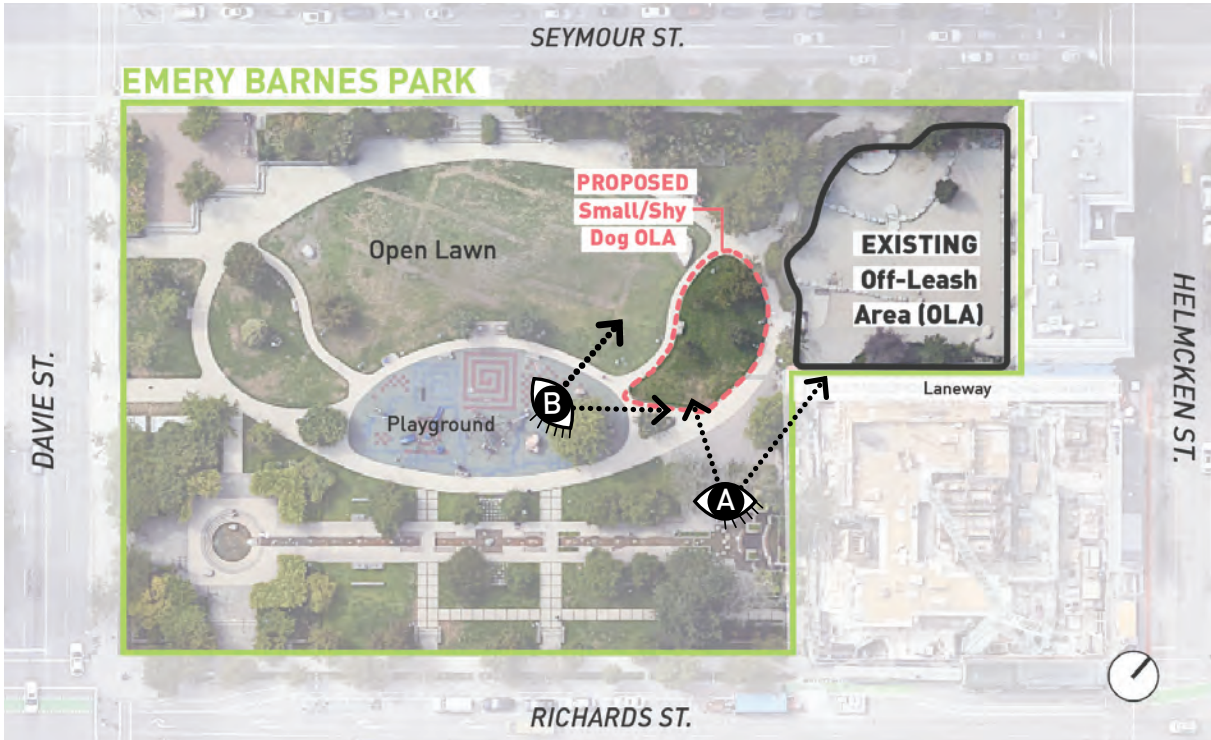 SEYMOUR ST.
EMERY BARNES PARK
PROPOSED
Small/Shy
Dog OLA
Open Lawn
EXISTING
Off-Leash
Area (OLA)
HELMCKEN ST.
DAVIE ST.
B
Playground
Laneway
A
RICHARDS ST.